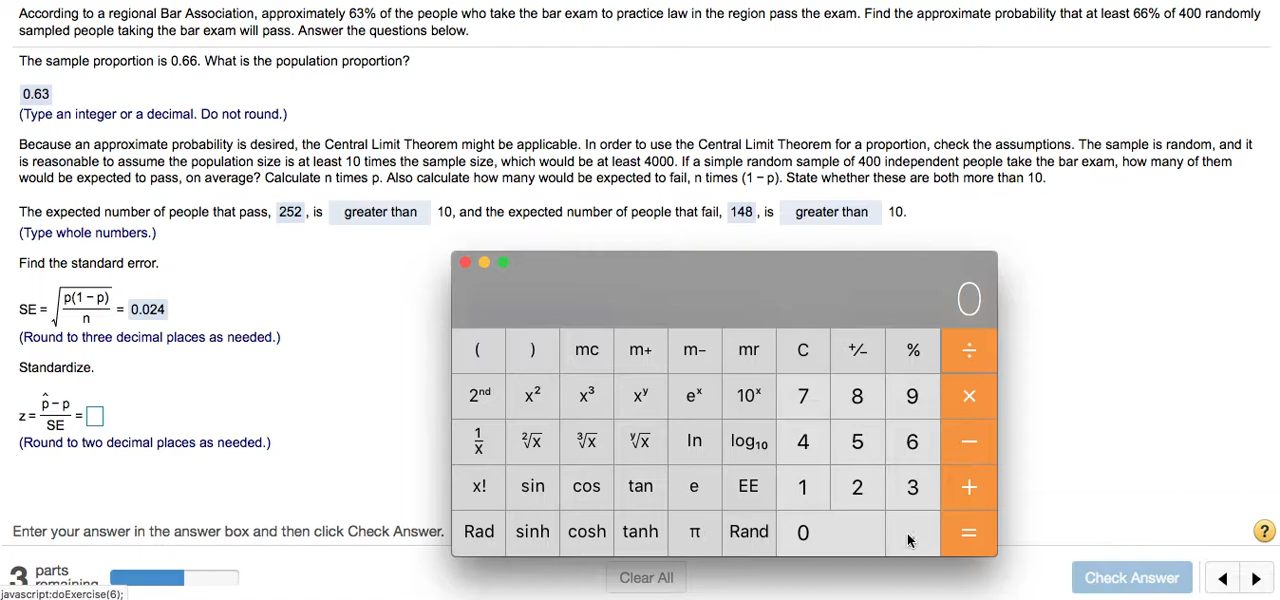 According to a regional Bar Association, approximately 63% of the people who take the bar exam to practice law in the region pass the exam. Find the approximate probability that at least 66% of 400 randomly
sampled people taking the bar exam will pass. Answer the questions below.
The sample proportion is 0.66. What is the population proportion?
0.63
(Type an integer or a decimal. Do not round.)
Because an approximate probability is desired, the Central Limit Theorem might be applicable. In order to use the Central Limit Theorem for a proportion, check the assumptions. The sample is random, and it
is reasonable to assume the population size is at least 10 times the sample size, which would be at least 4000. If a simple random sample of 400 independent people take the bar exam, how many of them
would be expected to pass, on average? Calculate n times p. Also calculate how many would be expected to fail, n times (1 − p). State whether these are both more than 10.
The expected number of people that pass, 252 , is greater than 10, and the expected number of people that fail, 148 , is greater than 10.
(Type whole numbers.)
Find the standard error.
SE = √(p(1 − p)/n) = 0.024
(Round to three decimal places as needed.)
Standardize.
z = (p̂ − p)/SE =
(Round to two decimal places as needed.)
0
( ) mc m+ m− mr C +/− % ÷
2nd x² x³ xʸ eˣ 10ˣ 7 8 9 ×
1/x ²√x ³√x ʸ√x ln log₁₀ 4 5 6 −
x! sin cos tan e EE 1 2 3 +
Rad sinh cosh tanh π Rand 0 . =
Enter your answer in the answer box and then click Check Answer.
?
3 parts
remaining
Clear All
Check Answer
javascript:doExercise(6);